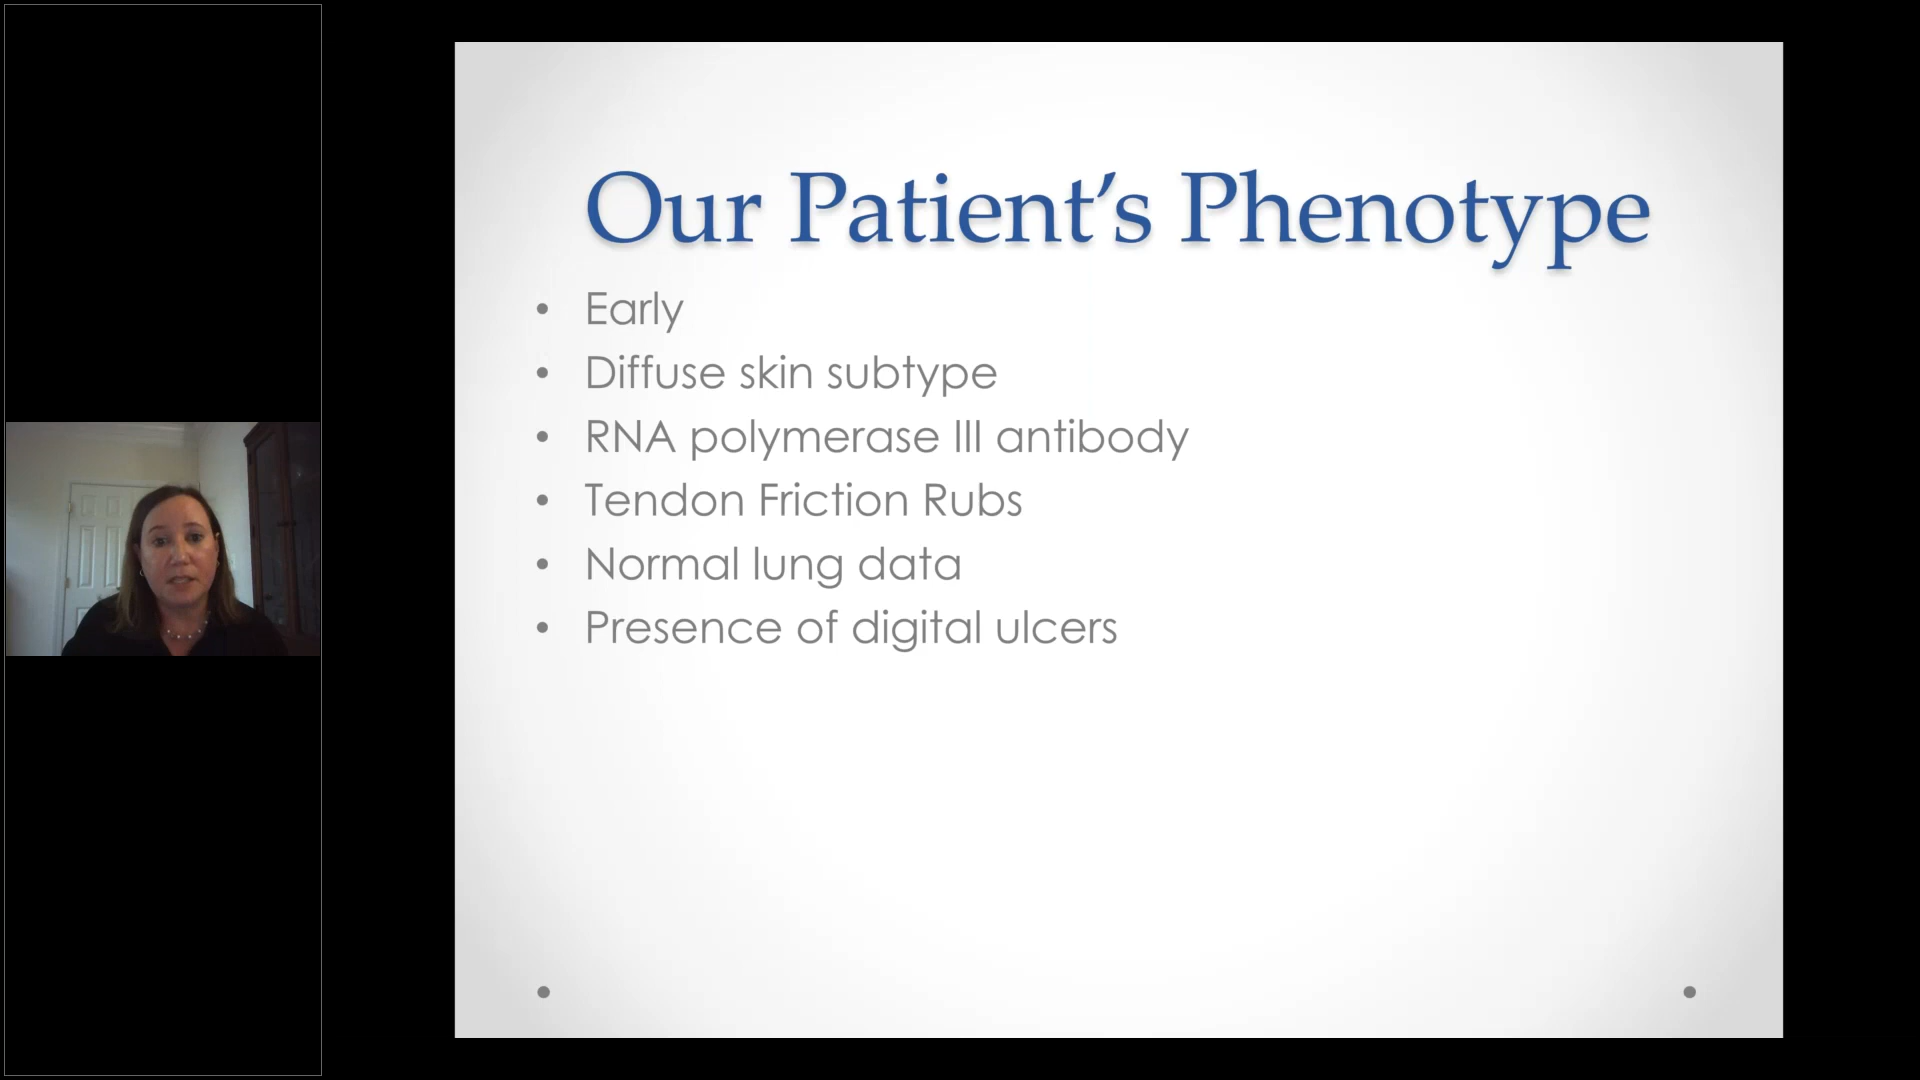 Our Patient’s Phenotype
• Early
• Diffuse skin subtype
• RNA polymerase III antibody
• Tendon Friction Rubs
• Normal lung data
• Presence of digital ulcers